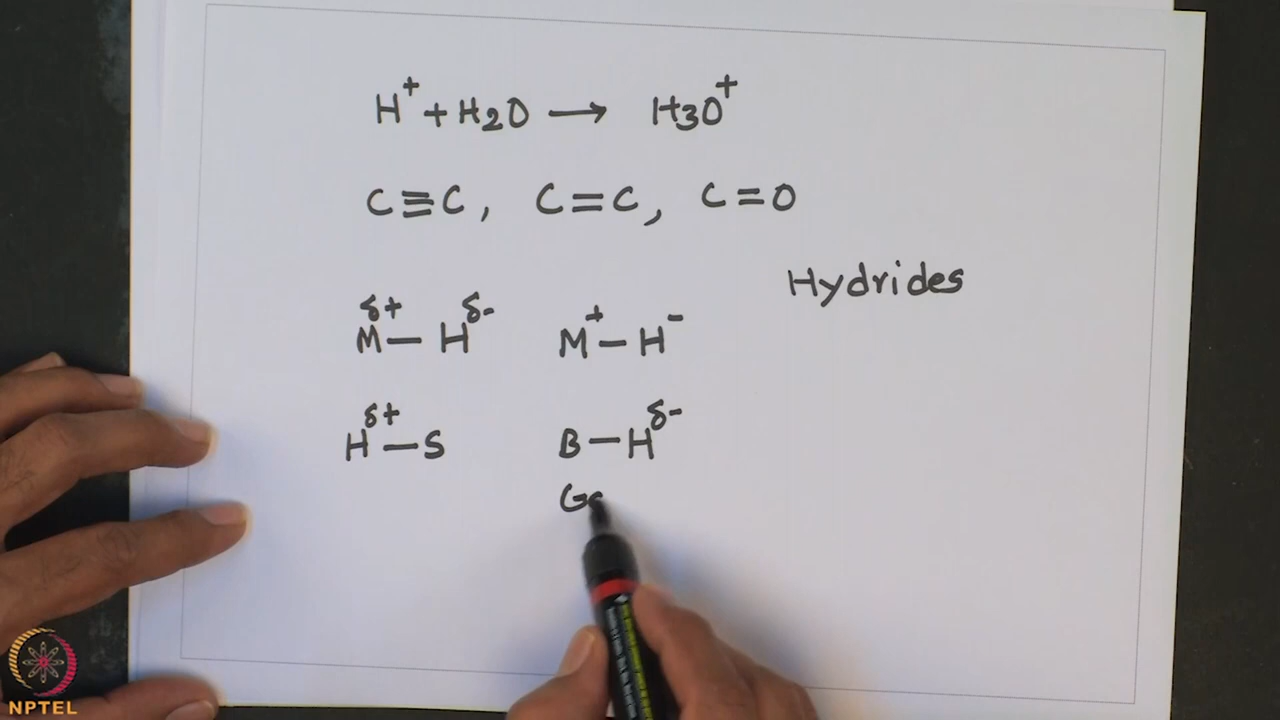 H⁺ + H2O ⟶ H3O⁺
C≡C, C=C, C=O
Hydrides
δ+ δ-
M—H M⁺—H⁻
δ+ δ-
H—S B—H
NPTEL